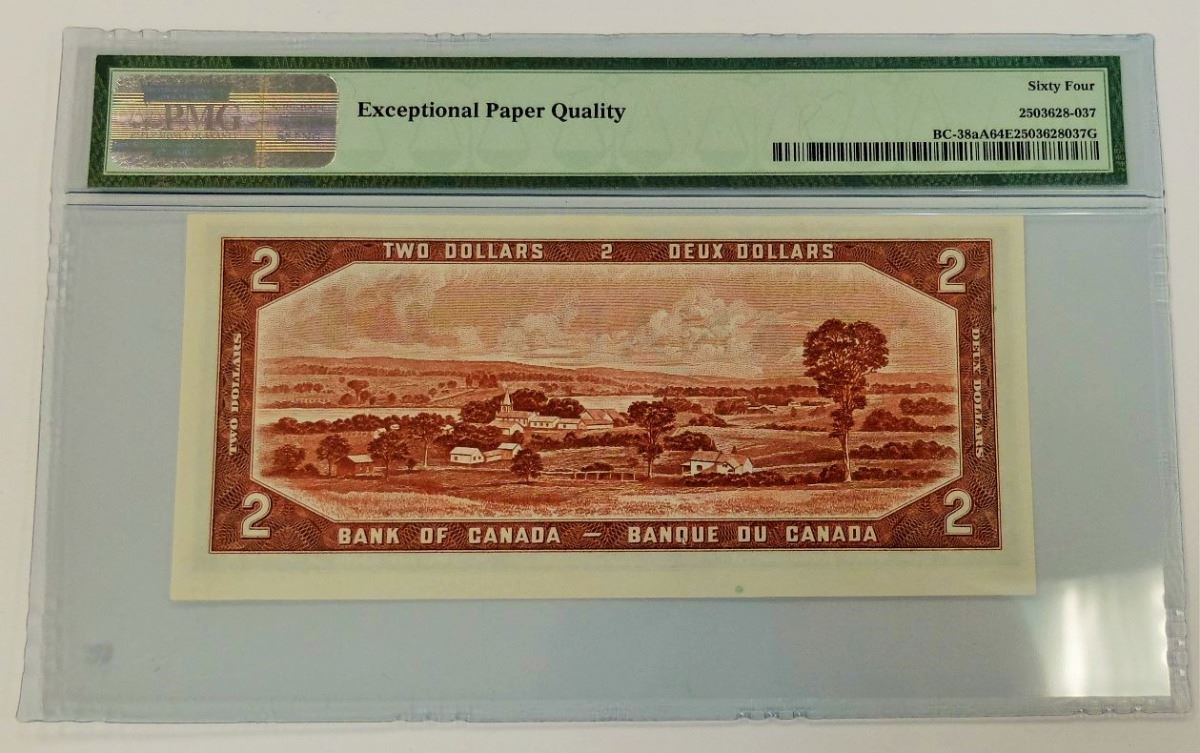 PMG
Exceptional Paper Quality
Sixty Four
2503628-037
BC-38aA64E2503628037G
TWO DOLLARS 2 DEUX DOLLARS
2 2
TWO DOLLARS
DEUX DOLLARS
2 2
BANK OF CANADA — BANQUE DU CANADA